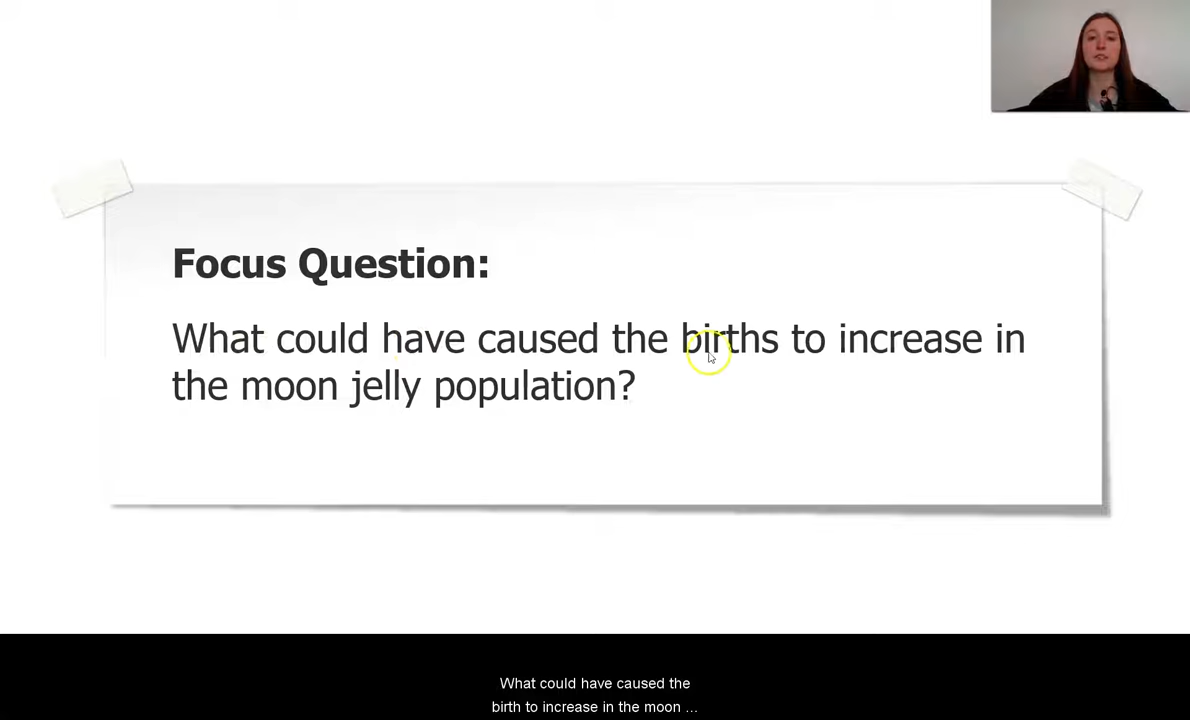 Focus Question:
What could have caused the births to increase in
the moon jelly population?
What could have caused the
birth to increase in the moon ...